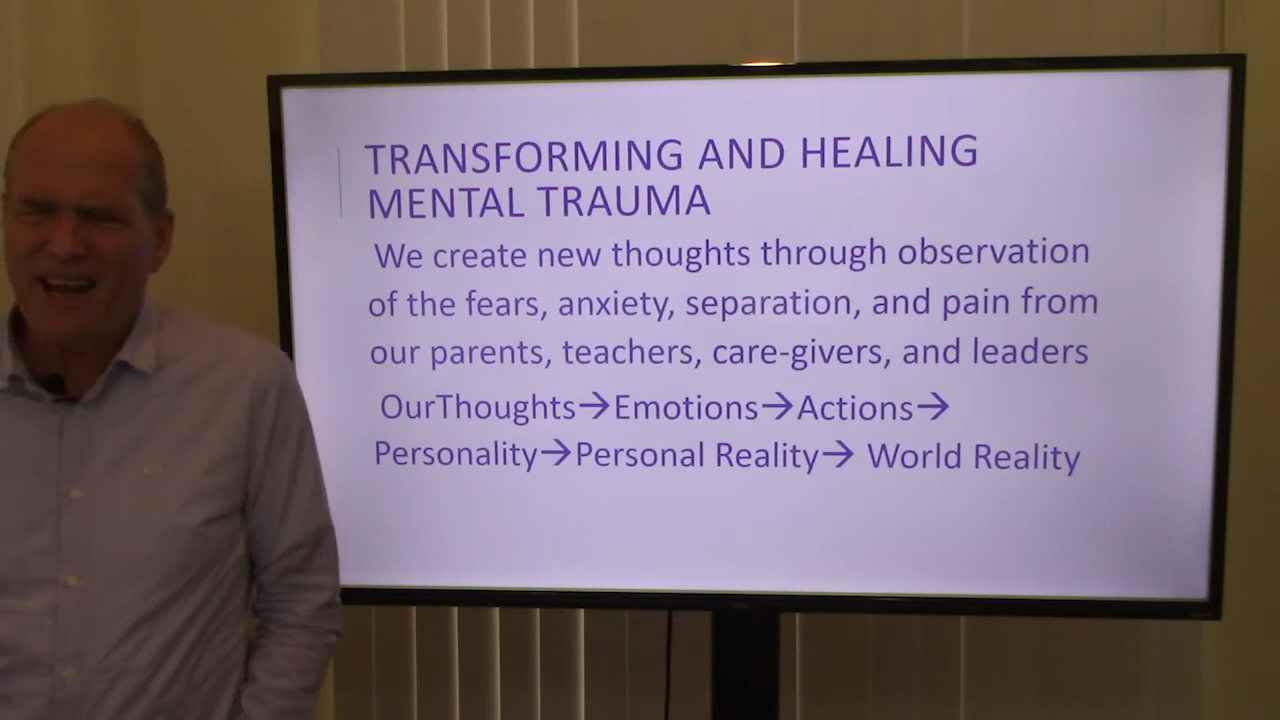 TRANSFORMING AND HEALING
MENTAL TRAUMA
We create new thoughts through observation
of the fears, anxiety, separation, and pain from
our parents, teachers, care-givers, and leaders
OurThoughts→Emotions→Actions→
Personality→Personal Reality→ World Reality